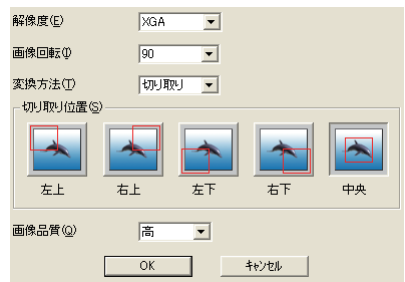 解像度(E) XGA
画像回転(I) 90
変換方法(T) 切り取り
切り取り位置(S)
左上 右上 左下 右下 中央
画像品質(Q) 高
OK ｷｬﾝｾﾙ